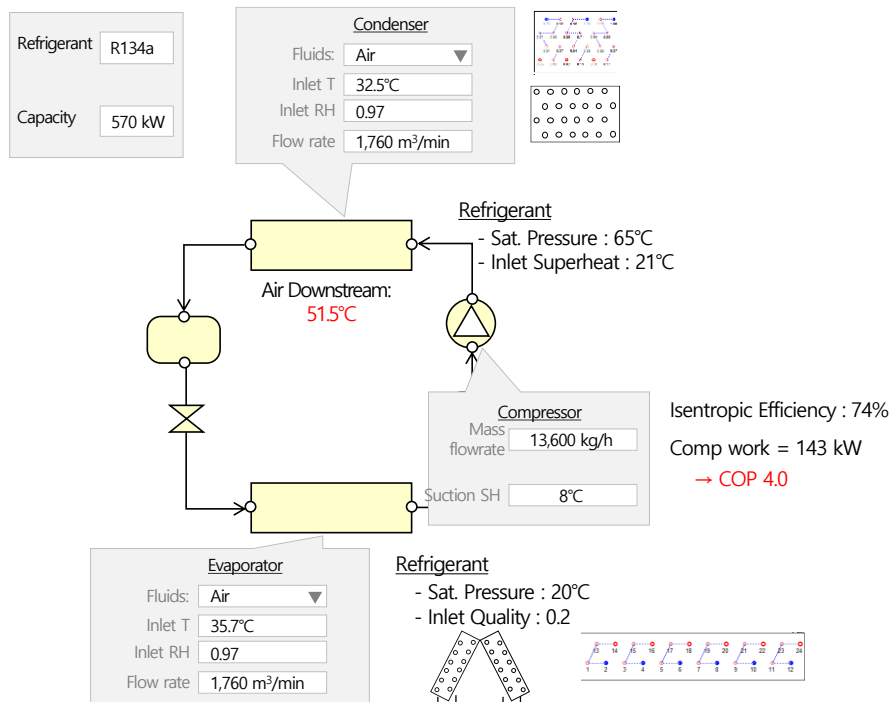 Refrigerant
R134a
Capacity
570 kW
Condenser
Fluids:
Air
Inlet T
32.5℃
Inlet RH
0.97
Flow rate
1,760 m³/min
Refrigerant
- Sat. Pressure : 65℃
- Inlet Superheat : 21℃
Air Downstream:
51.5℃
Compressor
Mass
flowrate
13,600 kg/h
Suction SH
8℃
Isentropic Efficiency : 74%
Comp work = 143 kW
→ COP 4.0
Evaporator
Fluids:
Air
Inlet T
35.7℃
Inlet RH
0.97
Flow rate
1,760 m³/min
Refrigerant
- Sat. Pressure : 20℃
- Inlet Quality : 0.2
13 14 15 16 17 18 19 20 21 22 23 24
1 2 3 4 5 6 7 8 9 10 11 12